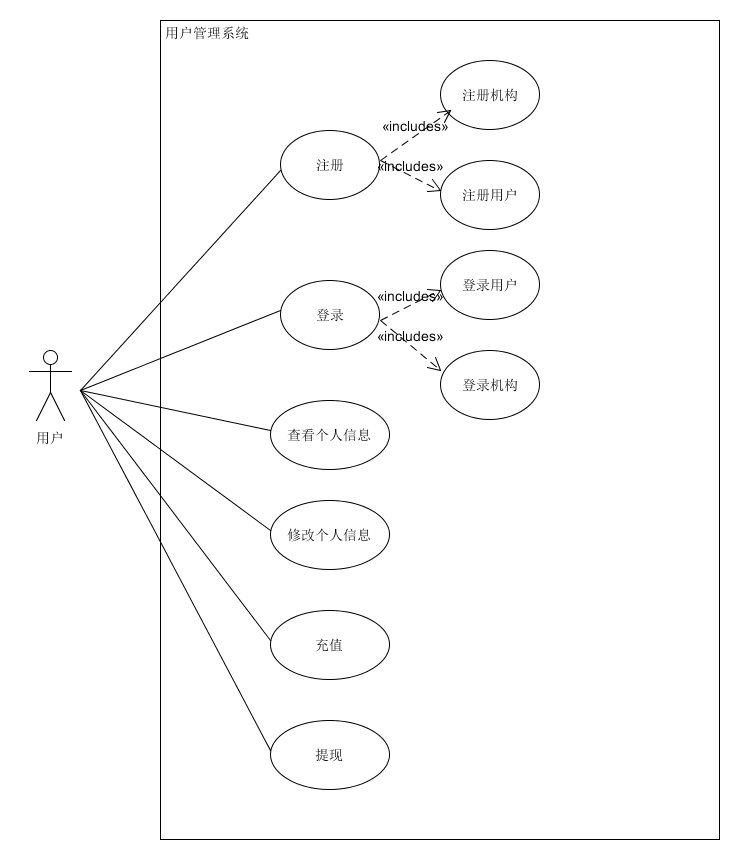 用户管理系统
注册机构
«includes»
注册
«includes»
注册用户
登录用户
«includes»
登录
«includes»
登录机构
用户
查看个人信息
修改个人信息
充值
提现